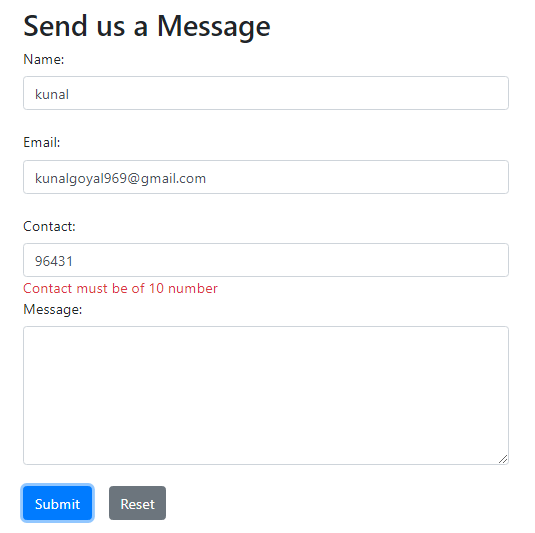 Send us a Message
Name:
kunal
Email:
kunalgoyal969@gmail.com
Contact:
96431
Contact must be of 10 number
Message:
Submit Reset